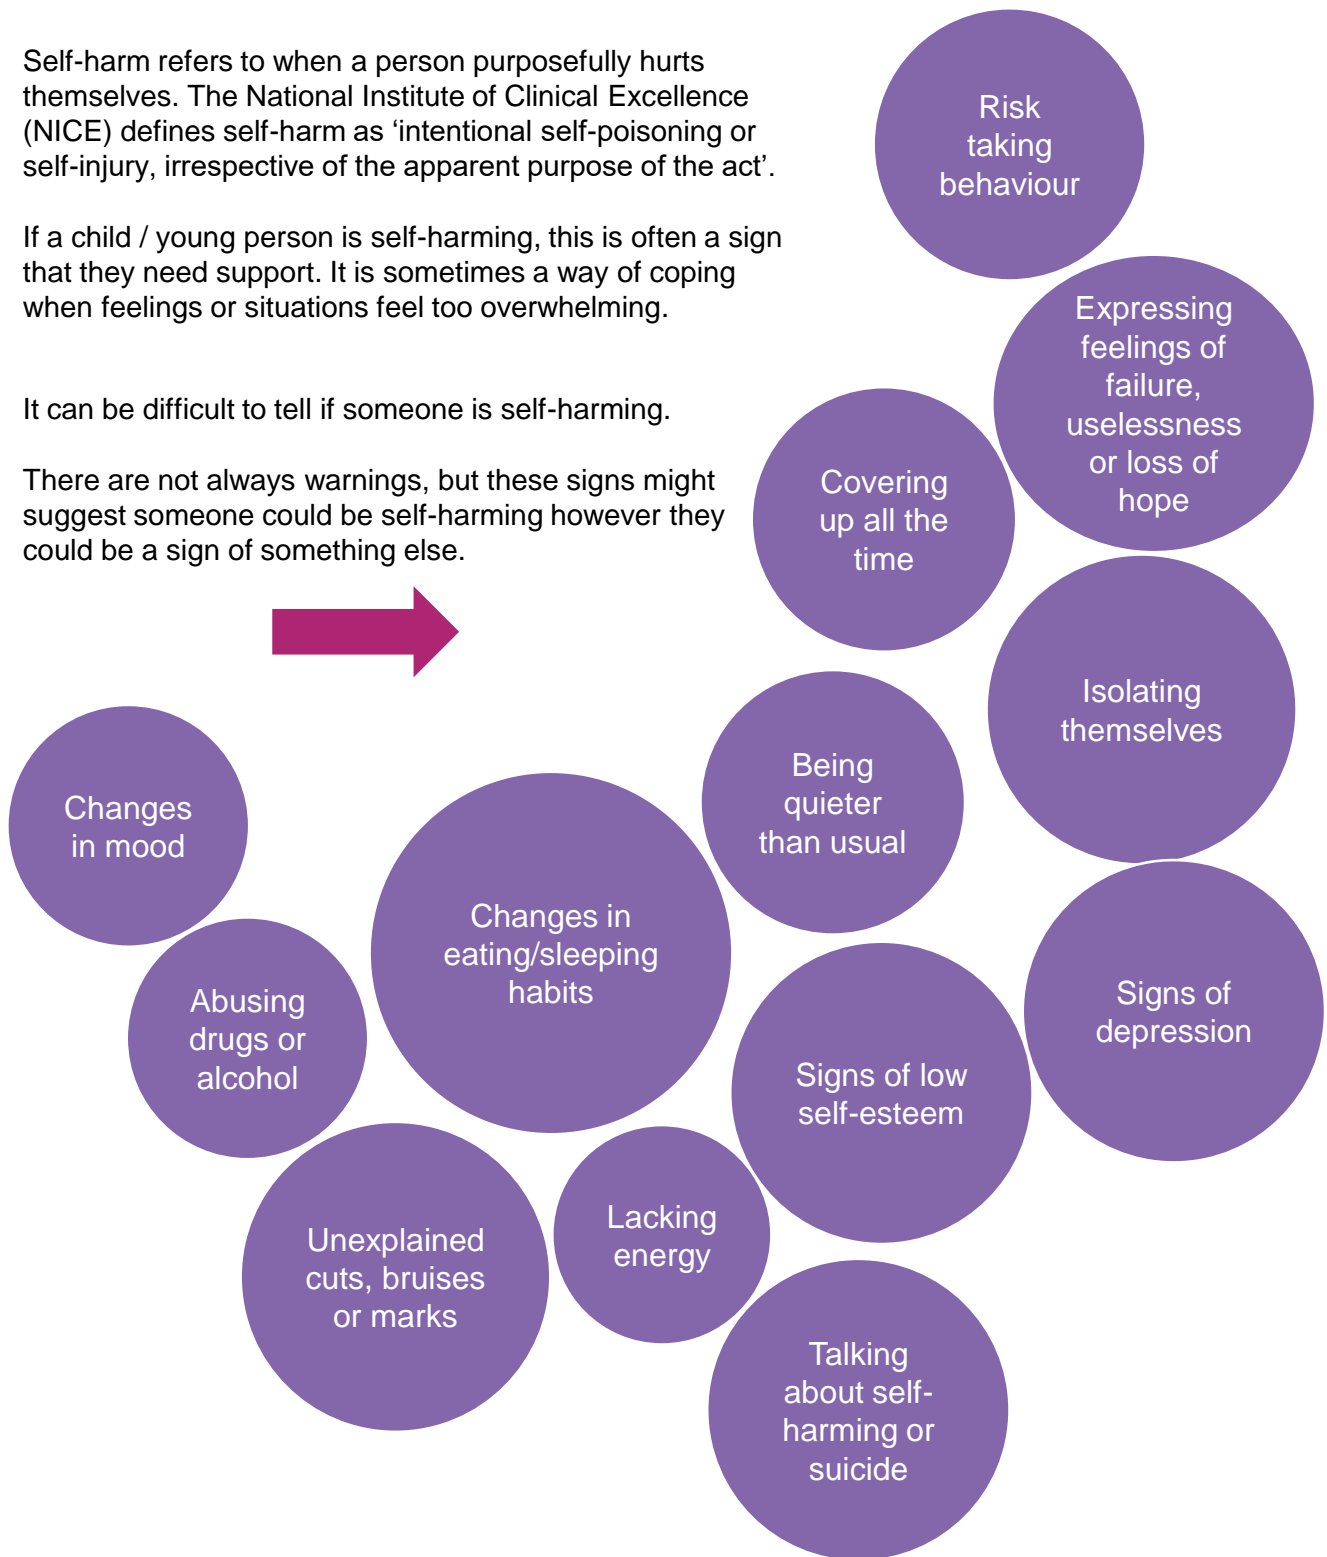 Self-harm refers to when a person purposefully hurts
themselves. The National Institute of Clinical Excellence
(NICE) defines self-harm as ‘intentional self-poisoning or
self-injury, irrespective of the apparent purpose of the act’.
If a child / young person is self-harming, this is often a sign
that they need support. It is sometimes a way of coping
when feelings or situations feel too overwhelming.
It can be difficult to tell if someone is self-harming.
There are not always warnings, but these signs might
suggest someone could be self-harming however they
could be a sign of something else.
Risk
taking
behaviour
Expressing
feelings of
failure,
uselessness
or loss of
hope
Covering
up all the
time
Isolating
themselves
Being
quieter
than usual
Changes
in mood
Changes in
eating/sleeping
habits
Abusing
drugs or
alcohol
Signs of
depression
Signs of low
self-esteem
Unexplained
cuts, bruises
or marks
Lacking
energy
Talking
about self-
harming or
suicide